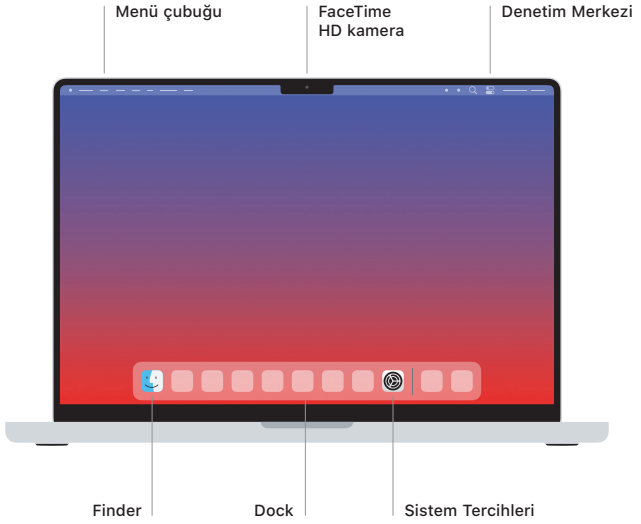 Menü çubuğu
FaceTime
HD kamera
Denetim Merkezi
Finder
Dock
Sistem Tercihleri